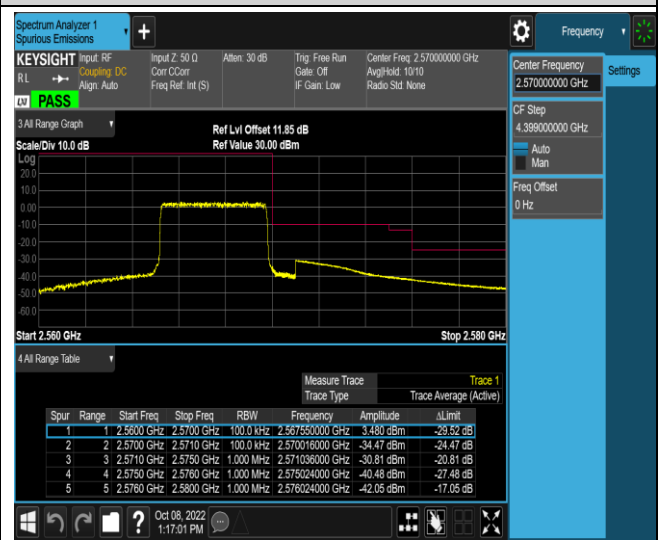 Spectrum Analyzer 1
Spurious Emissions
+
Frequency
KEYSIGHT
RL
Input: RF
Coupling: DC
Align: Auto
Input Z: 50 Ω
Corr CCorr
Freq Ref: Int (S)
Atten: 30 dB
Trig: Free Run
Gate: Off
IF Gain: Low
Center Freq: 2.570000000 GHz
Avg|Hold: 10/10
Radio Std: None
PASS
Center Frequency
2.570000000 GHz
Settings
CF Step
4.399000000 GHz
Auto
Man
Freq Offset
0 Hz
3 All Range Graph
Scale/Div 10.0 dB
Ref Lvl Offset 11.85 dB
Ref Value 30.00 dBm
Log
20.0
10.0
0.00
-10.0
-20.0
-30.0
-40.0
-50.0
-60.0
Start 2.560 GHz
Stop 2.580 GHz
4 All Range Table
Measure Trace Trace 1
Trace Type Trace Average (Active)
Spur Range Start Freq Stop Freq RBW Frequency Amplitude ΔLimit
1 1 2.5600 GHz 2.5700 GHz 100.0 kHz 2.567550000 GHz 3.480 dBm -29.52 dB
2 2 2.5700 GHz 2.5710 GHz 100.0 kHz 2.570016000 GHz -34.47 dBm -24.47 dB
3 3 2.5710 GHz 2.5750 GHz 1.000 MHz 2.571036000 GHz -30.81 dBm -20.81 dB
4 4 2.5750 GHz 2.5760 GHz 1.000 MHz 2.575024000 GHz -40.48 dBm -27.48 dB
5 5 2.5760 GHz 2.5800 GHz 1.000 MHz 2.576024000 GHz -42.05 dBm -17.05 dB
?
Oct 08, 2022
1:17:01 PM